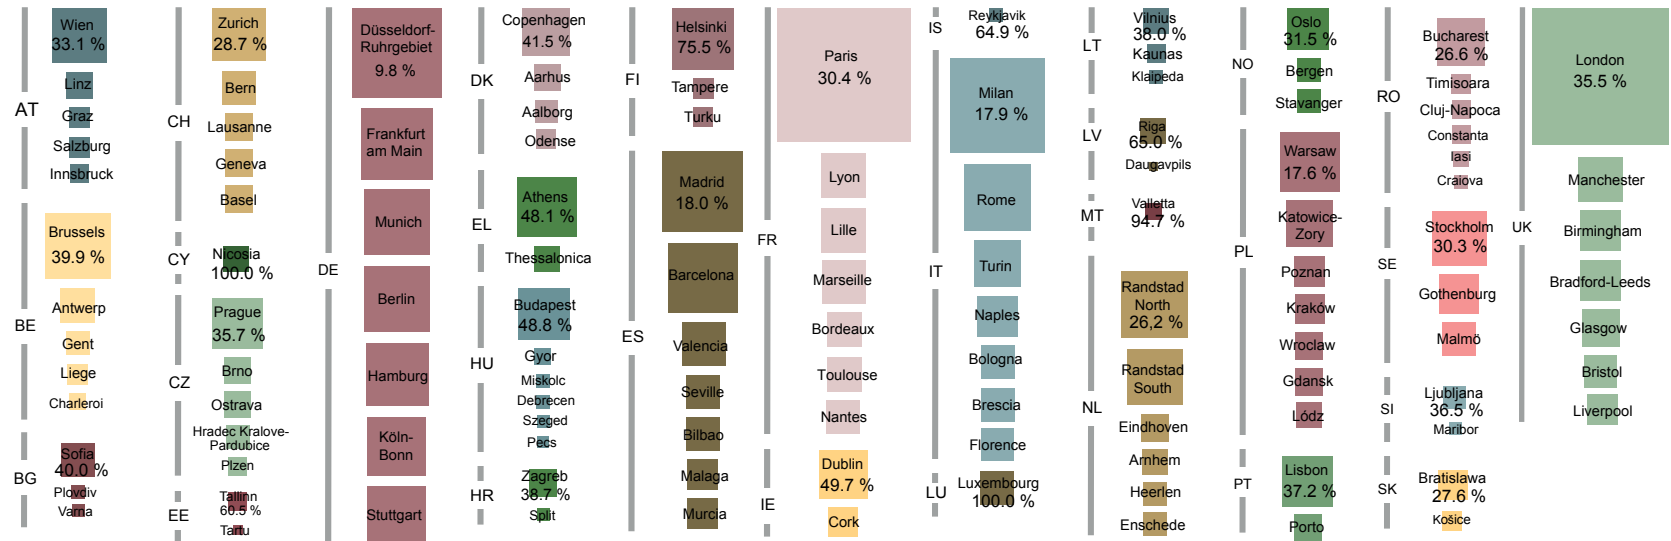 AT
Wien
33.1 %
Linz
Graz
Salzburg
Innsbruck
BE
Brussels
39.9 %
Antwerp
Gent
Liege
Charleroi
BG
Sofia
40.0 %
Plovdiv
Varna
CH
Zurich
28.7 %
Bern
Lausanne
Geneva
Basel
CY
Nicosia
100.0 %
CZ
Prague
35.7 %
Brno
Ostrava
Hradec Kralove-
Pardubice
Plzen
EE
Tallinn
60.5 %
Tartu
DE
Düsseldorf-
Ruhrgebiet
9.8 %
Frankfurt
am Main
Munich
Berlin
Hamburg
Köln-
Bonn
Stuttgart
DK
Copenhagen
41.5 %
Aarhus
Aalborg
Odense
EL
Athens
48.1 %
Thessalonica
HU
Budapest
48.8 %
Gyor
Miskolc
Debrecen
Szeged
Pecs
HR
Zagreb
38.7 %
Split
FI
Helsinki
75.5 %
Tampere
Turku
ES
Madrid
18.0 %
Barcelona
Valencia
Seville
Bilbao
Malaga
Murcia
FR
Paris
30.4 %
Lyon
Lille
Marseille
Bordeaux
Toulouse
Nantes
IE
Dublin
49.7 %
Cork
IS
Reykjavik
64.9 %
IT
Milan
17.9 %
Rome
Turin
Naples
Bologna
Brescia
Florence
LU
Luxembourg
100.0 %
LT
Vilnius
38.0 %
Kaunas
Klaipeda
LV
Riga
65.0 %
Daugavpils
MT
Valletta
94.7 %
NL
Randstad
North
26,2 %
Randstad
South
Eindhoven
Arnhem
Heerlen
Enschede
NO
Oslo
31.5 %
Bergen
Stavanger
PL
Warsaw
17.6 %
Katowice-
Zory
Poznan
Kraków
Wroclaw
Gdansk
Lódz
PT
Lisbon
37.2 %
Porto
RO
Bucharest
26.6 %
Timisoara
Cluj-Napoca
Constanta
Iasi
Craiova
SE
Stockholm
30.3 %
Gothenburg
Malmö
SI
Ljubljana
36.5 %
Maribor
SK
Bratislawa
27.6 %
Košice
UK
London
35.5 %
Manchester
Birmingham
Bradford-Leeds
Glasgow
Bristol
Liverpool